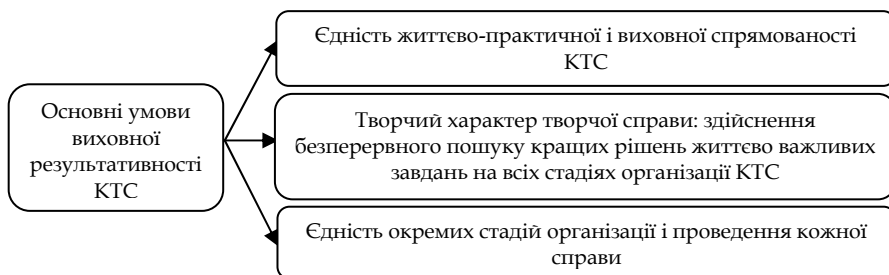 Основні умови
виховної
результативності
КТС
Єдність життєво-практичної і виховної спрямованості
КТС
Творчий характер творчої справи: здійснення
безперервного пошуку кращих рішень життєво важливих
завдань на всіх стадіях організації КТС
Єдність окремих стадій організації і проведення кожної
справи